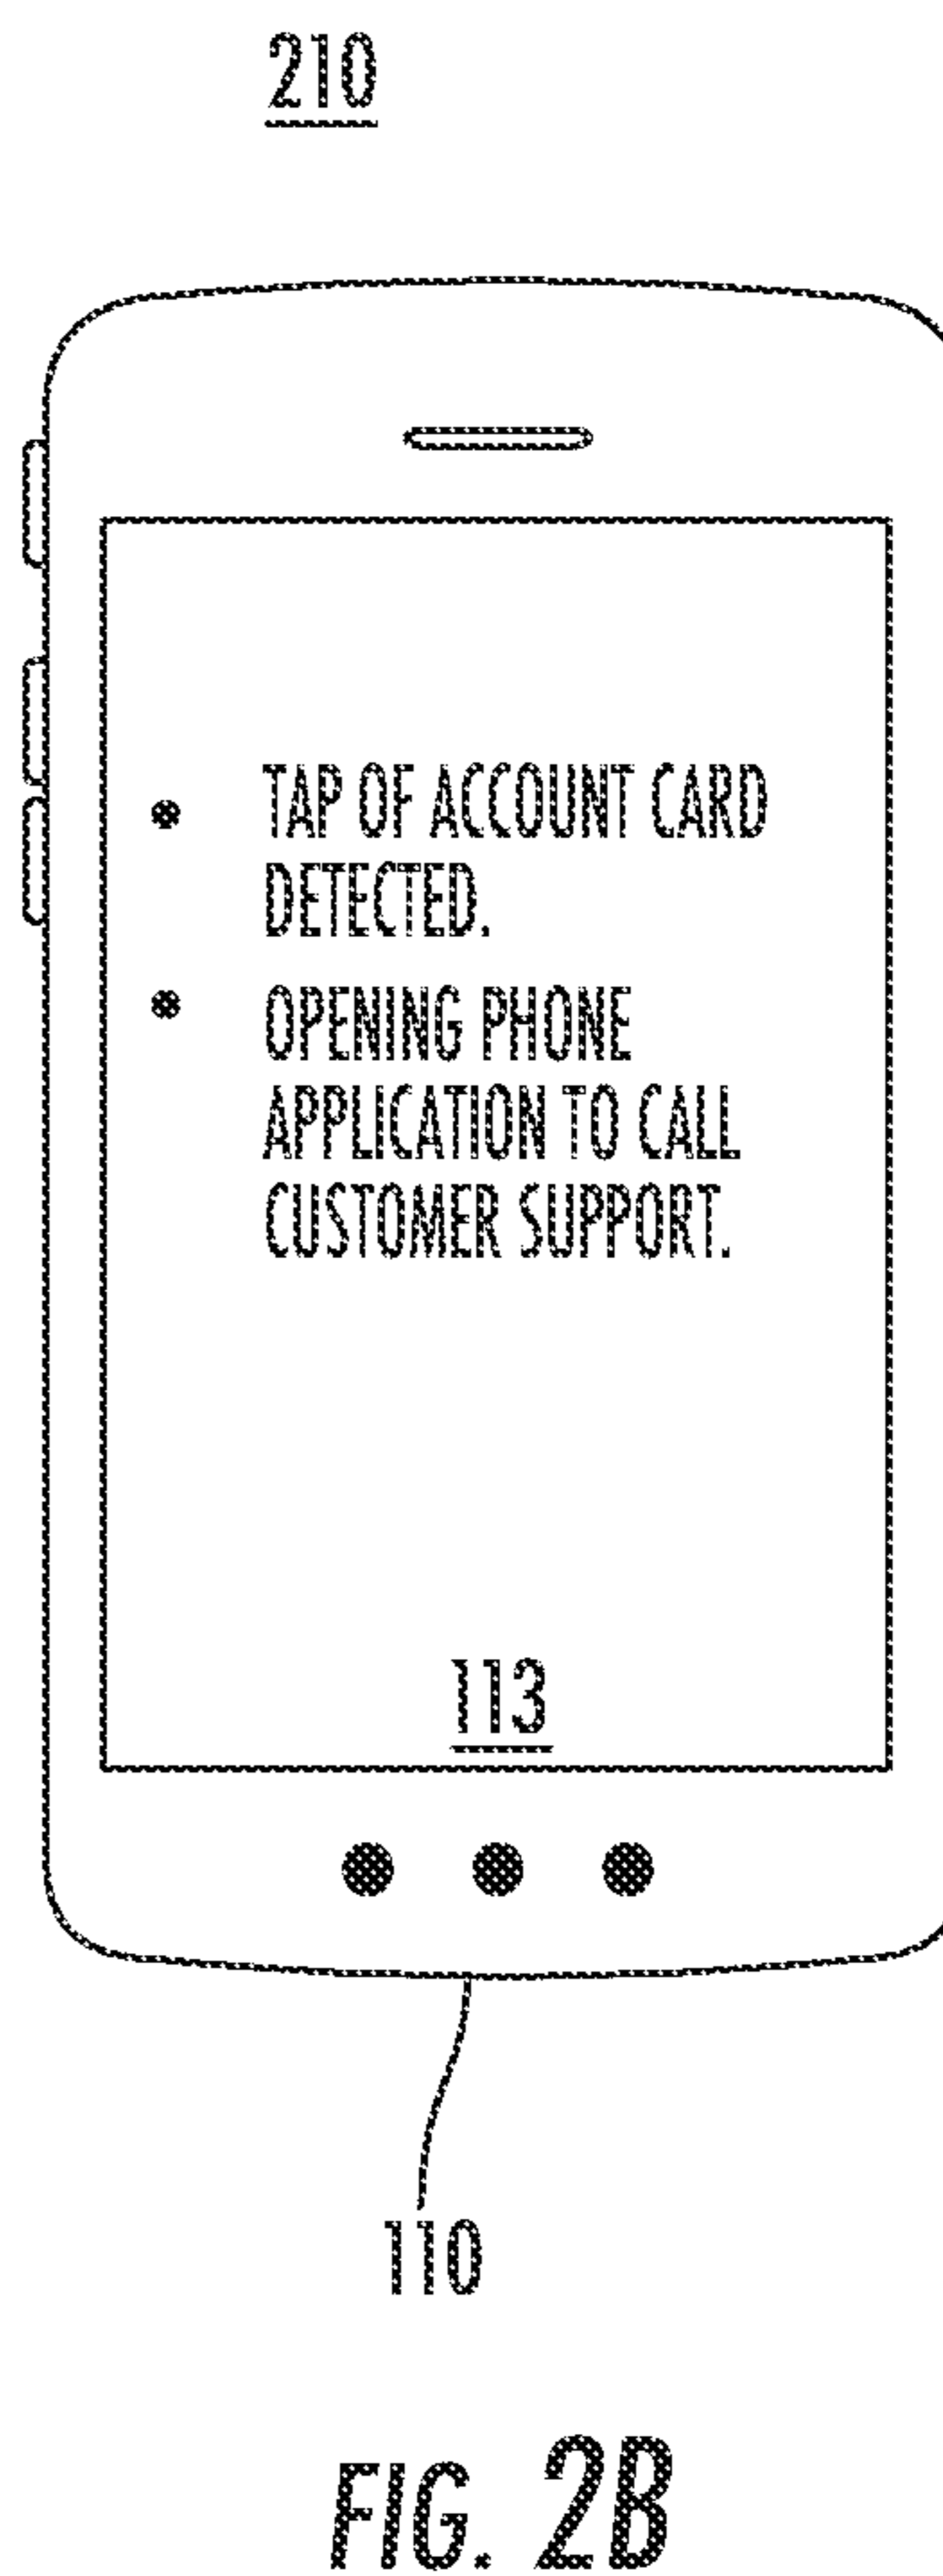 210
• TAP OF ACCOUNT CARD
DETECTED.
• OPENING PHONE
APPLICATION TO CALL
CUSTOMER SUPPORT.
113
110
FIG. 2B